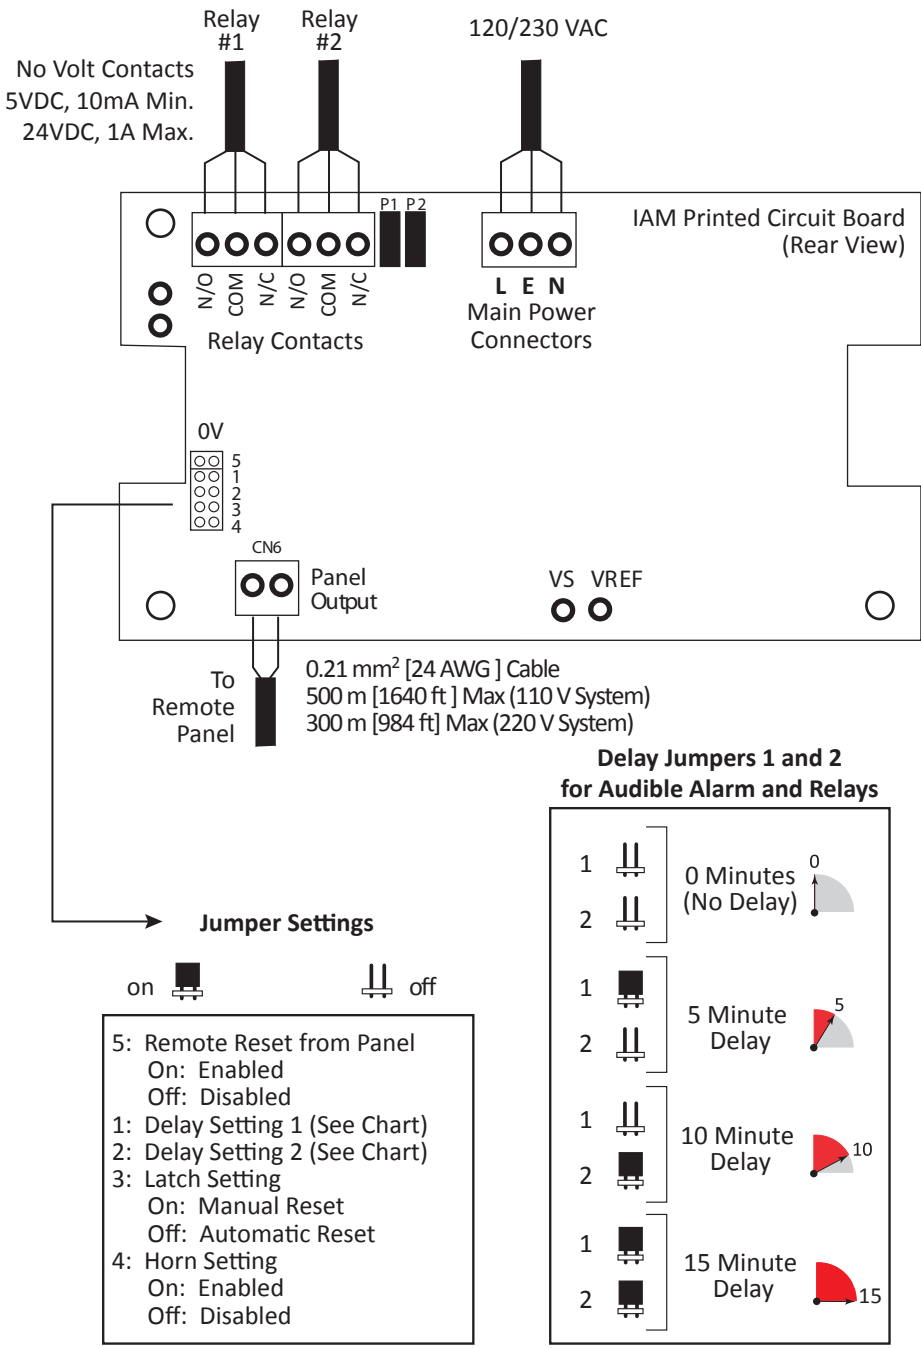 Relay
#1
Relay
#2
120/230 VAC
No Volt Contacts
5VDC, 10mA Min.
24VDC, 1A Max.
P1 P2
IAM Printed Circuit Board
(Rear View)
N/O
COM
N/C
N/O
COM
N/C
L E N
Relay Contacts
Main Power
Connectors
0V
5
1
2
3
4
CN6
Panel
Output
VS VREF
To
Remote
Panel
0.21 mm² [24 AWG ] Cable
500 m [1640 ft ] Max (110 V System)
300 m [984 ft] Max (220 V System)
Delay Jumpers 1 and 2
for Audible Alarm and Relays
1
2
0 Minutes
(No Delay)
0
1
2
5 Minute
Delay
5
1
2
10 Minute
Delay
10
1
2
15 Minute
Delay
15
Jumper Settings
on
off
5: Remote Reset from Panel
On: Enabled
Off: Disabled
1: Delay Setting 1 (See Chart)
2: Delay Setting 2 (See Chart)
3: Latch Setting
On: Manual Reset
Off: Automatic Reset
4: Horn Setting
On: Enabled
Off: Disabled